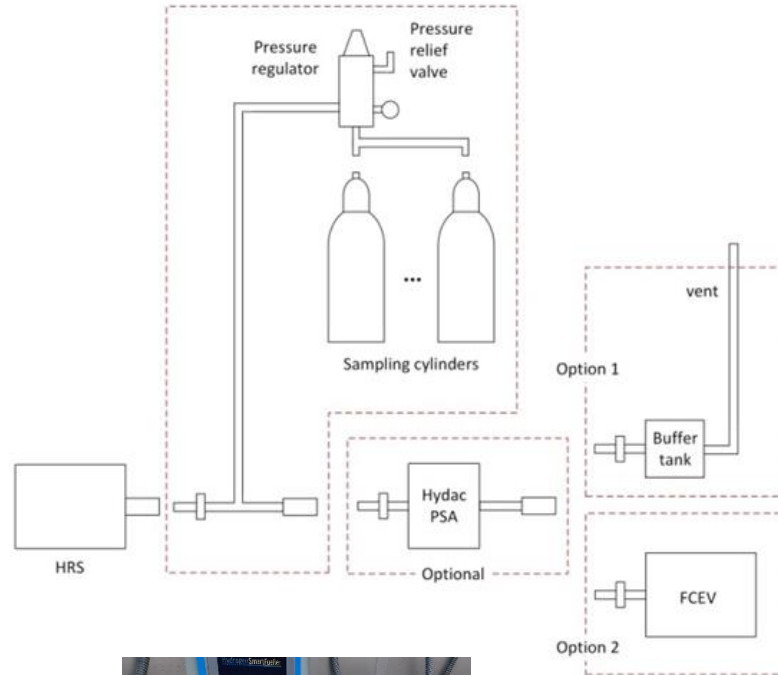 Pressure
regulator
Pressure
relief
valve
Sampling cylinders
...
vent
Option 1
Buffer
tank
HRS
Hydac
PSA
Optional
FCEV
Option 2
HydrogenSmartFueller